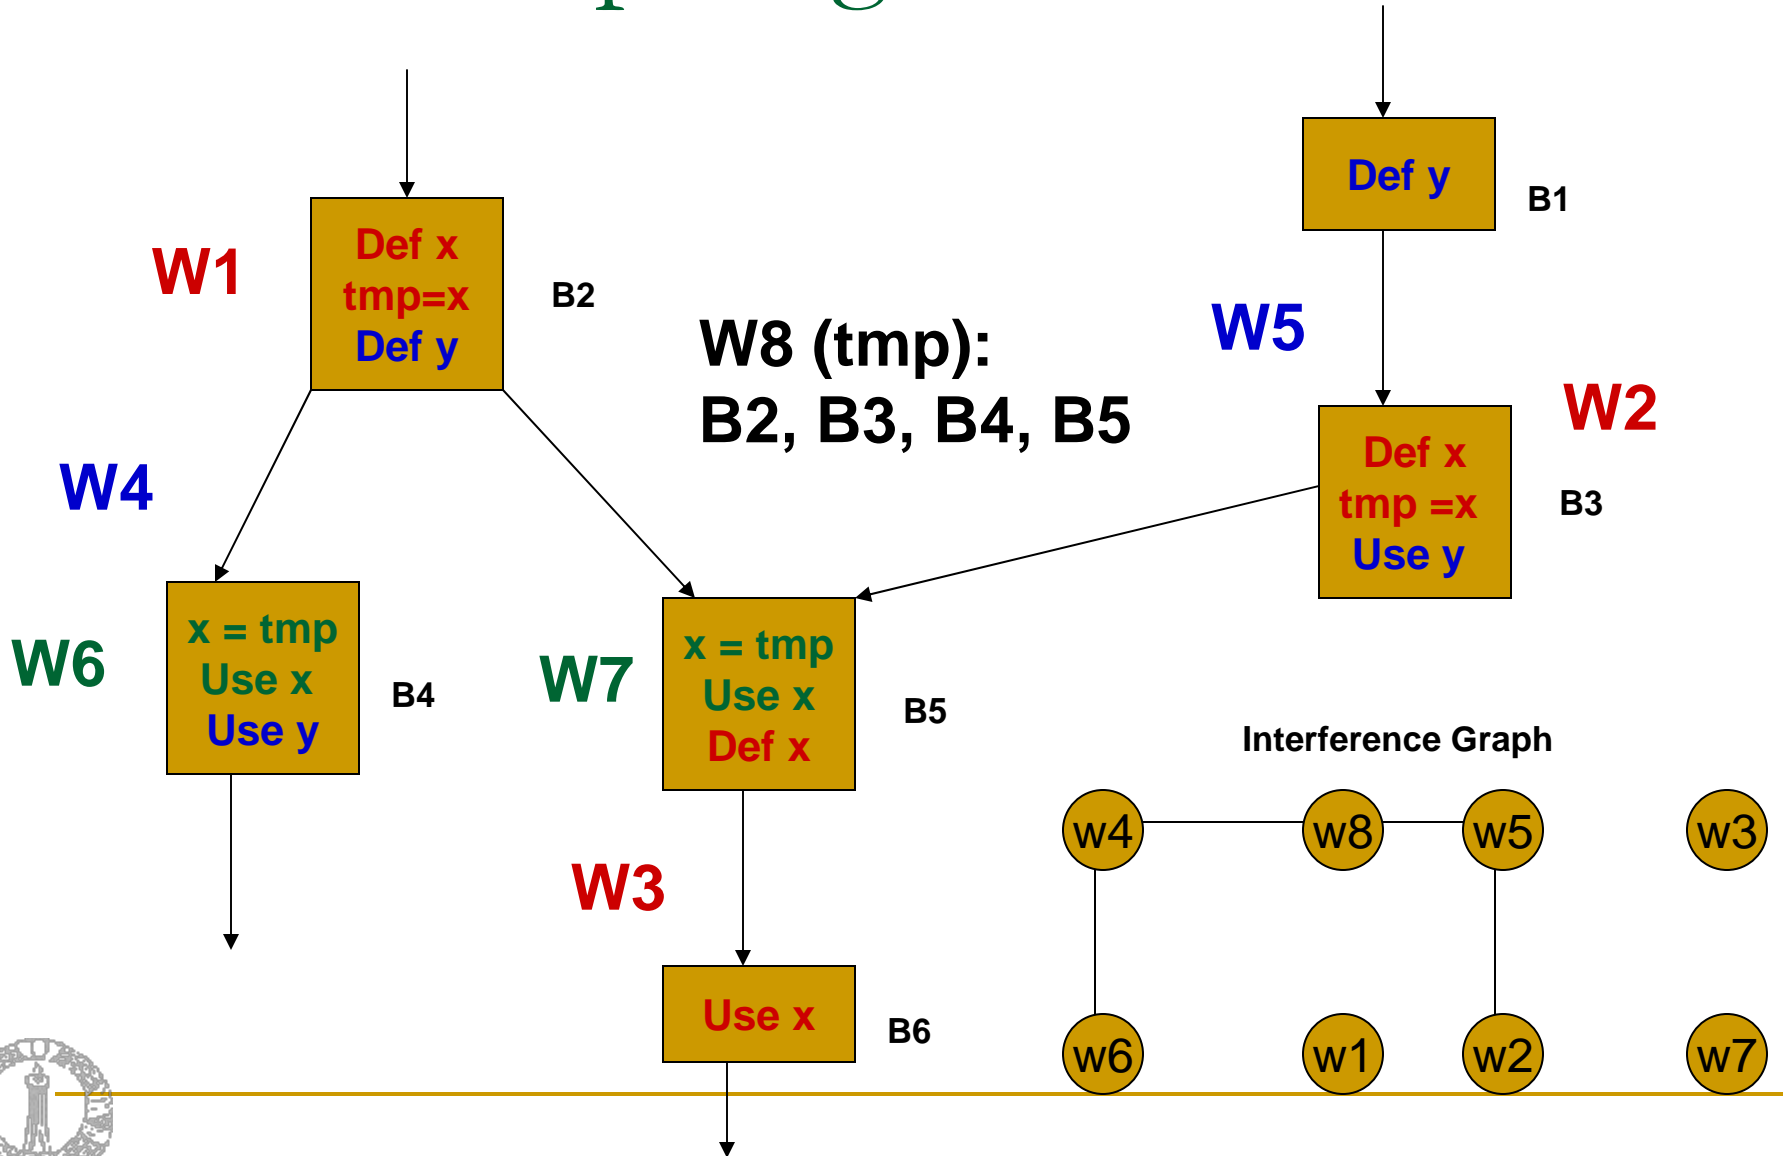 Def y
B1
W1
Def x
tmp=x
Def y
B2
W8 (tmp):
B2, B3, B4, B5
W5
W2
Def x
tmp =x
Use y
B3
W4
W6
x = tmp
Use x
Use y
B4
W7
x = tmp
Use x
Def x
B5
Interference Graph
w4
w8
w5
w3
W3
Use x
B6
w6
w1
w2
w7